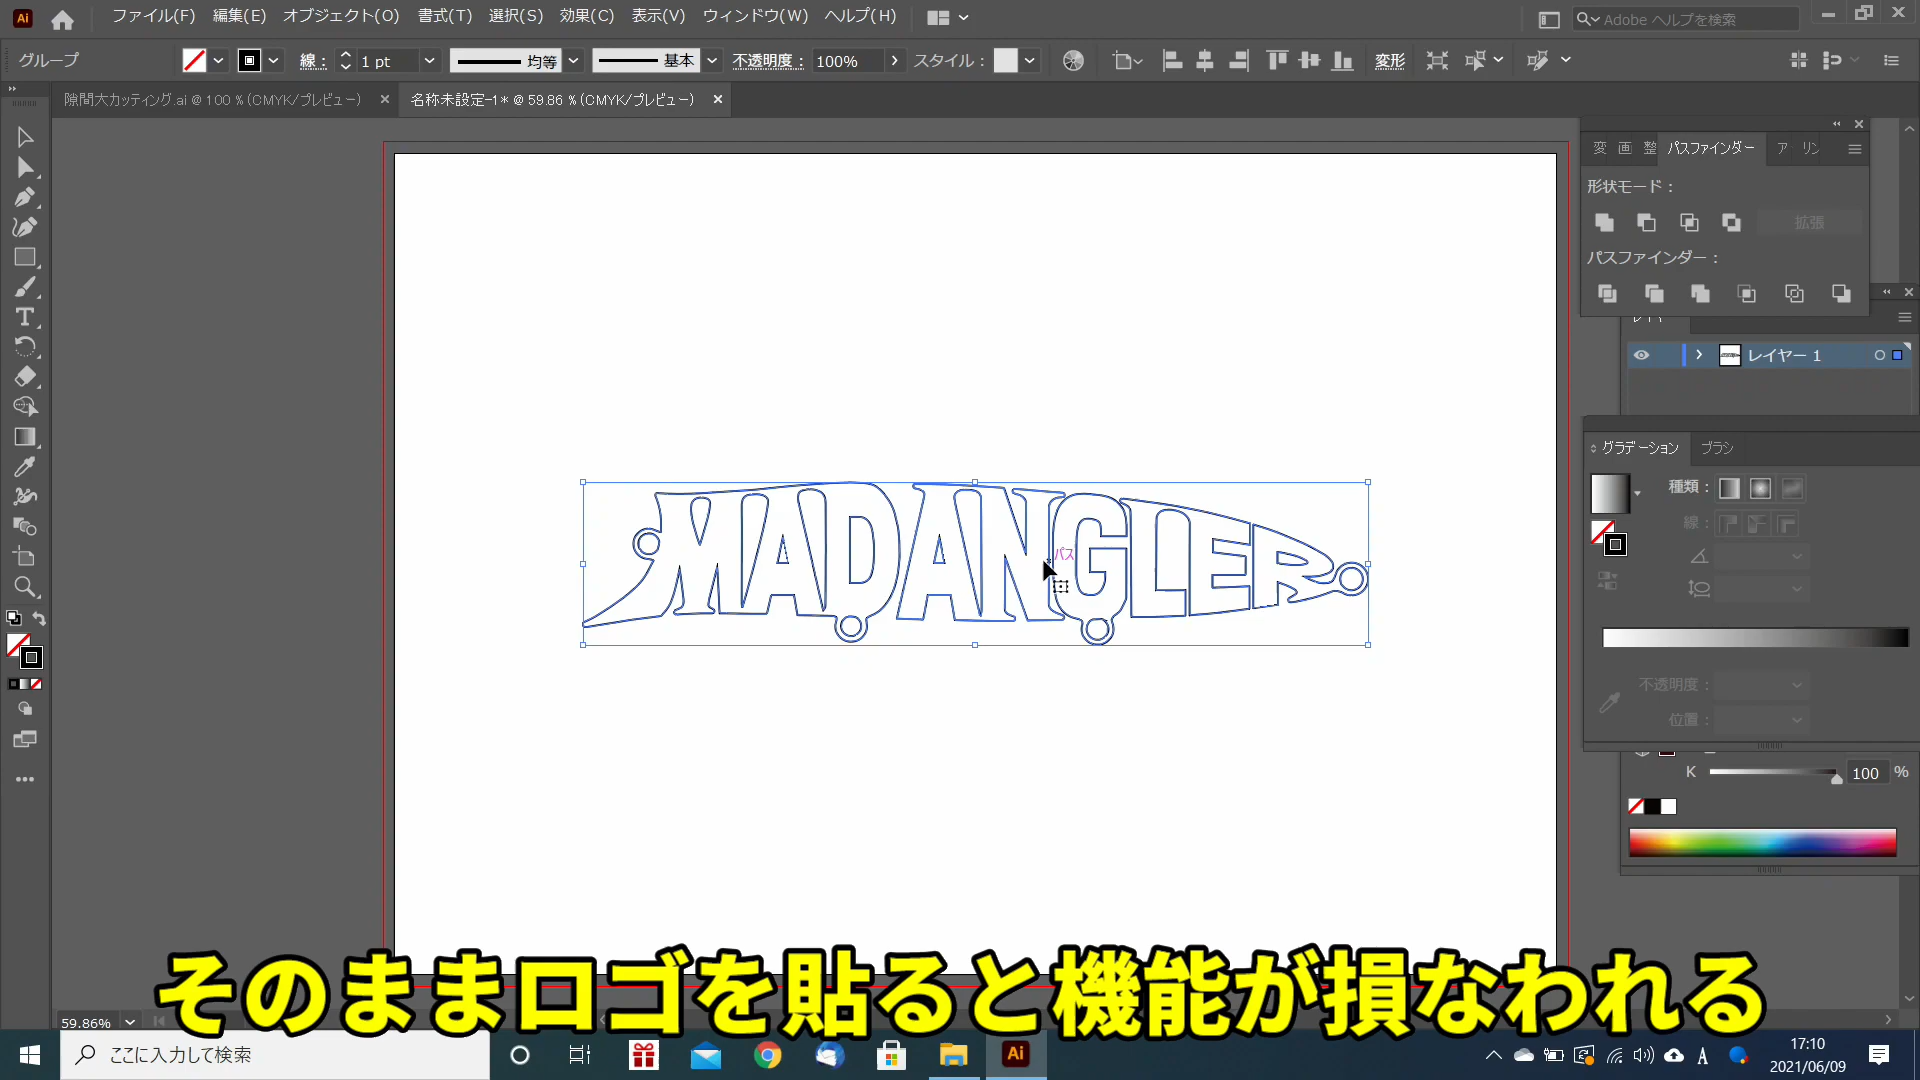 Ai ファイル(F) 編集(E) オブジェクト(O) 書式(T) 選択(S) 効果(C) 表示(V) ウィンドウ(W) ヘルプ(H) Adobe ヘルプを検索
グループ 線： 1 pt 均等 基本 不透明度： 100% スタイル： 変形
隙間大カッティング.ai @ 100 % (CMYK/プレビュー) × 名称未設定-1* @ 59.86 % (CMYK/プレビュー) ×
変 画 整 パスファインダー ア リン
形状モード：
拡張
パスファインダー：
レイヤー 1
グラデーション ブラシ
種類：
線：
MADANGLER
パス
不透明度：
位置：
K 100 %
そのままロゴを貼ると機能が損なわれる
59.86%
ここに入力して検索
Ai
A
17:10
2021/06/09